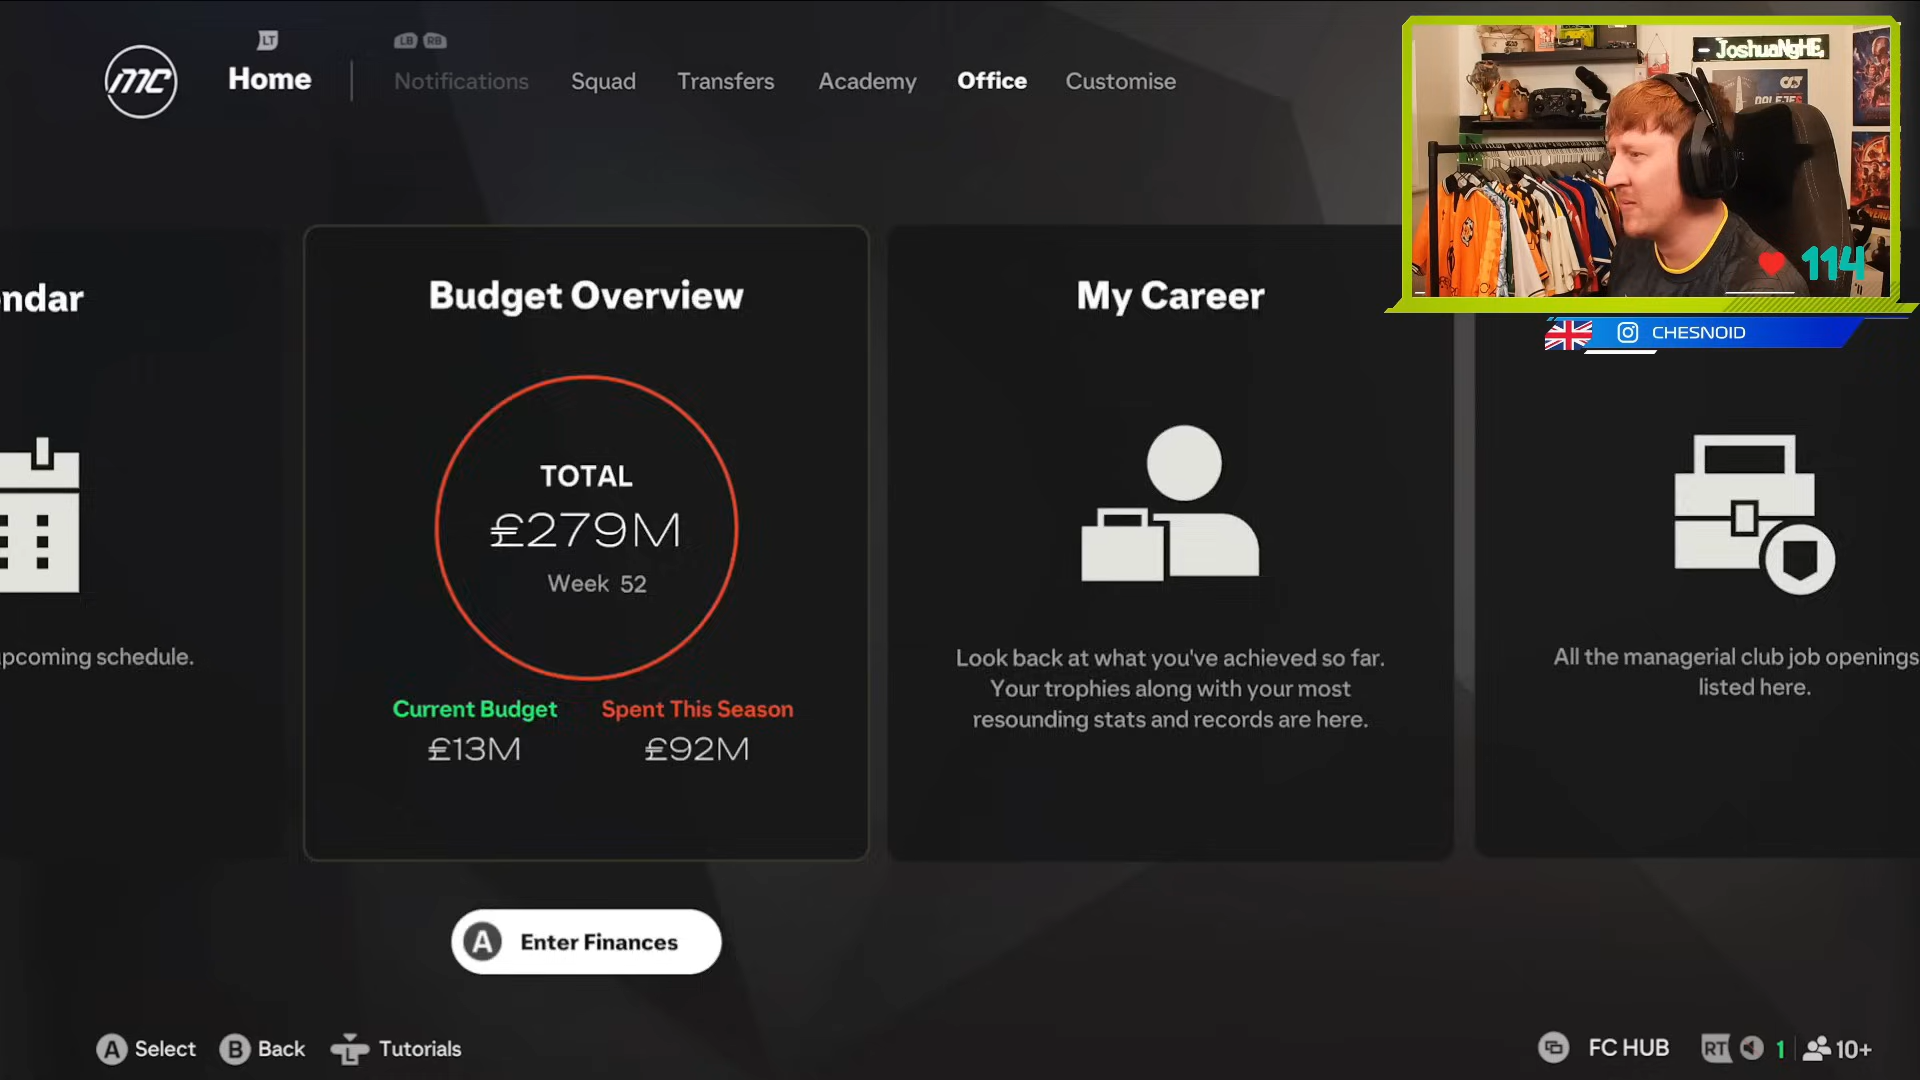 MC
LT
Home
LB RB
Notifications
Squad
Transfers
Academy
Office
Customise
JoshuaNgHE,
114
CHESNOID
ndar
pcoming schedule.
Budget Overview
TOTAL
£279M
Week 52
Current Budget
£13M
Spent This Season
£92M
My Career
Look back at what you've achieved so far.
Your trophies along with your most
resounding stats and records are here.
All the managerial club job openings
listed here.
A Enter Finances
A Select
B Back
L Tutorials
FC HUB
RT
1
10+